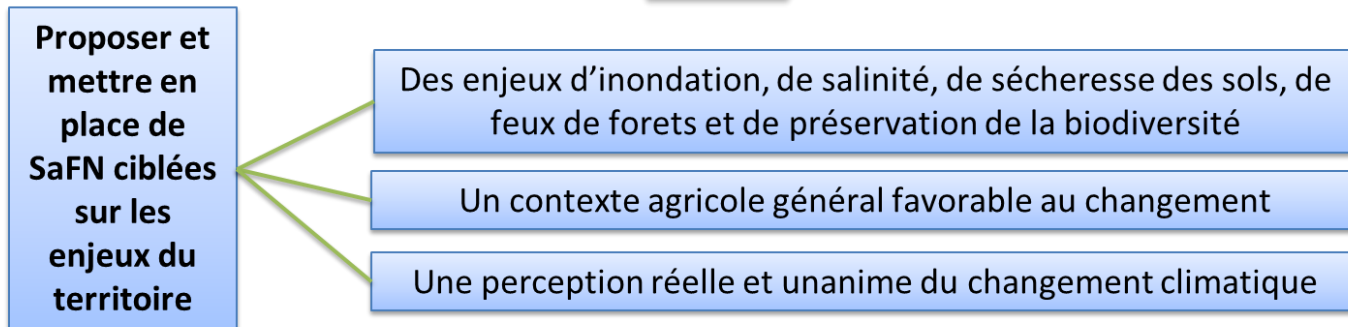 Proposer et
mettre en
place de
SaFN ciblées
sur les
enjeux du
territoire
Des enjeux d'inondation, de salinité, de sécheresse des sols, de
feux de forets et de préservation de la biodiversité
Un contexte agricole général favorable au changement
Une perception réelle et unanime du changement climatique